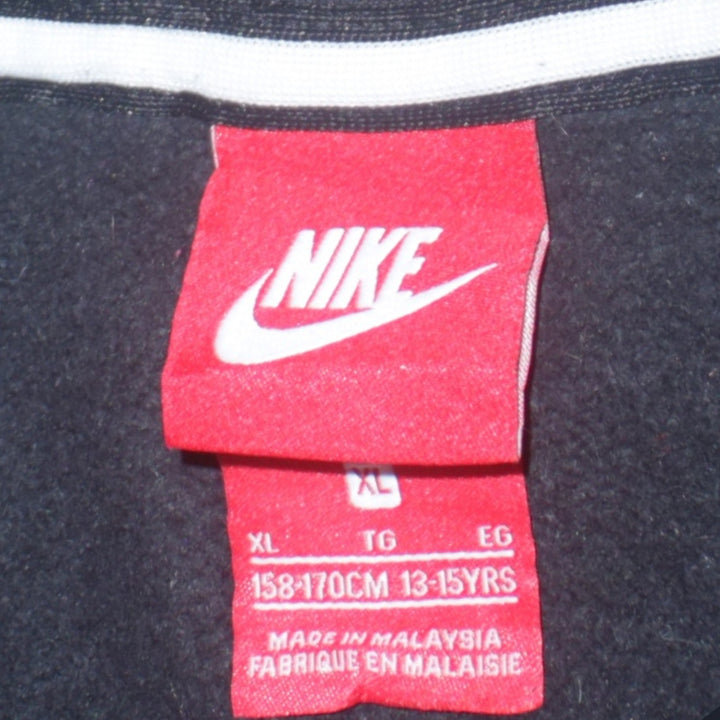 NIKE
XL
XL TG EG
158-170CM 13-15YRS
MADE IN MALAYSIA
FABRIQUE EN MALAISIE